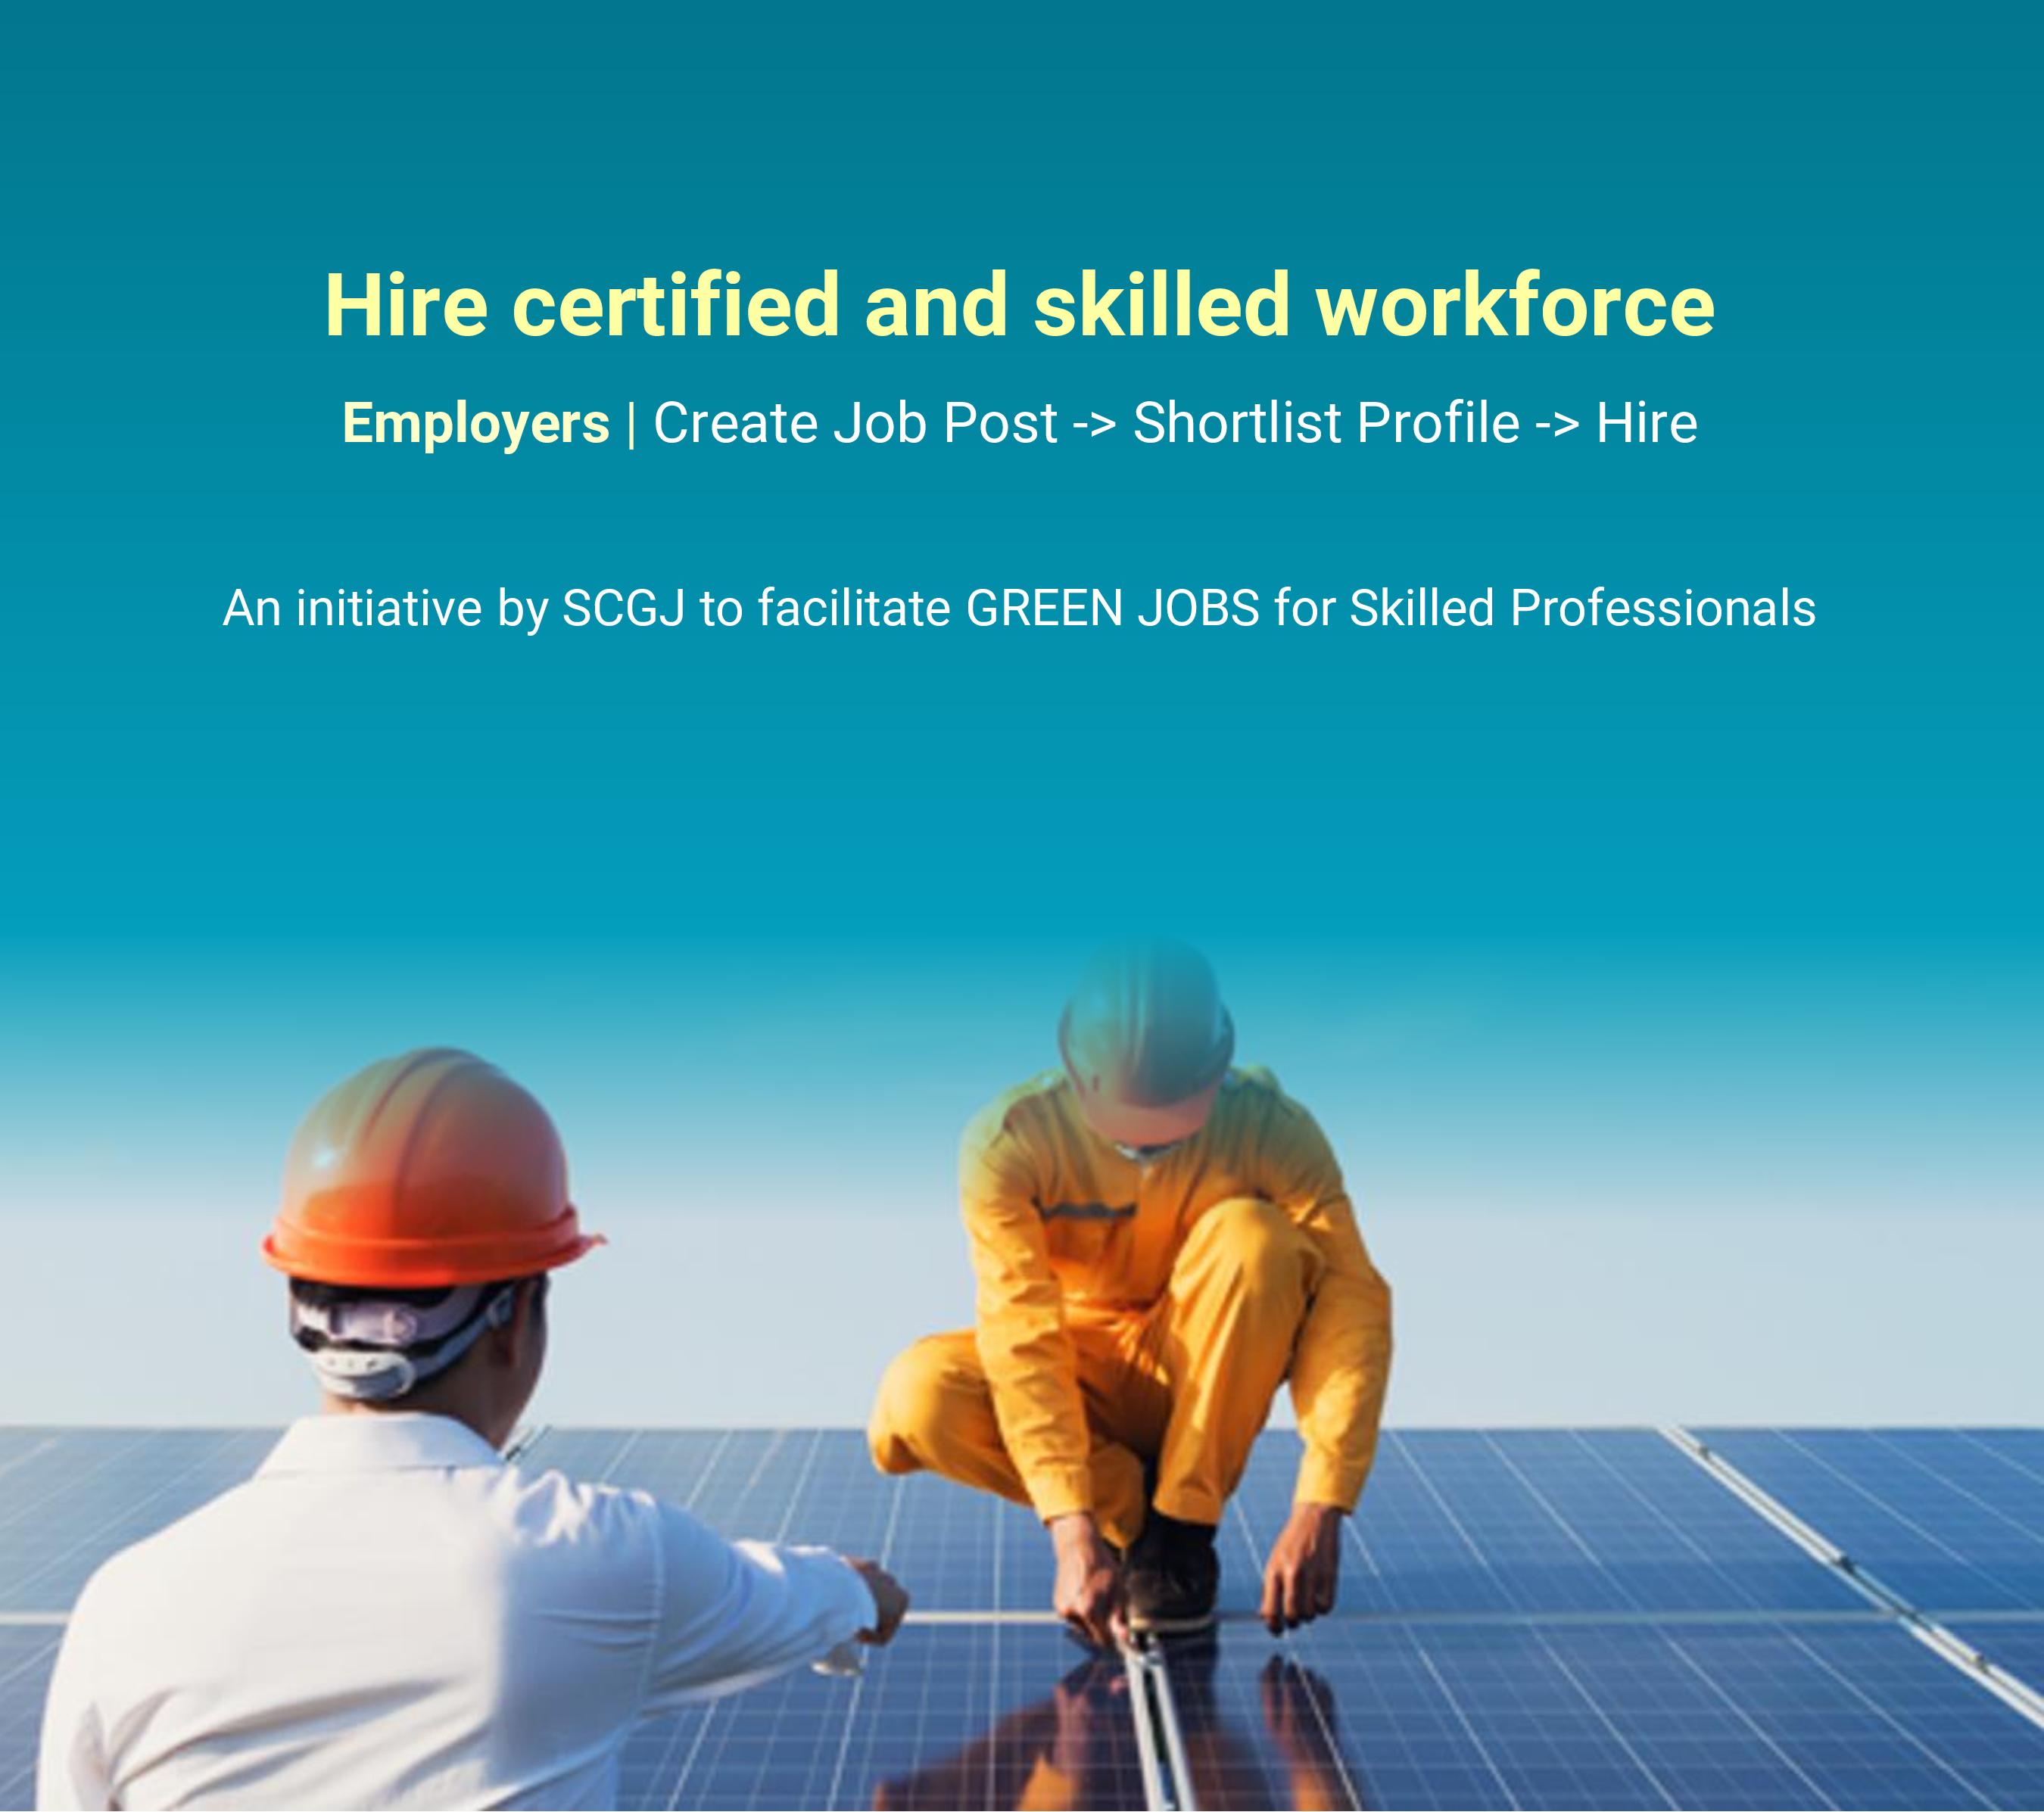 Hire certified and skilled workforce
Employers | Create Job Post -> Shortlist Profile -> Hire
An initiative by SCGJ to facilitate GREEN JOBS for Skilled Professionals